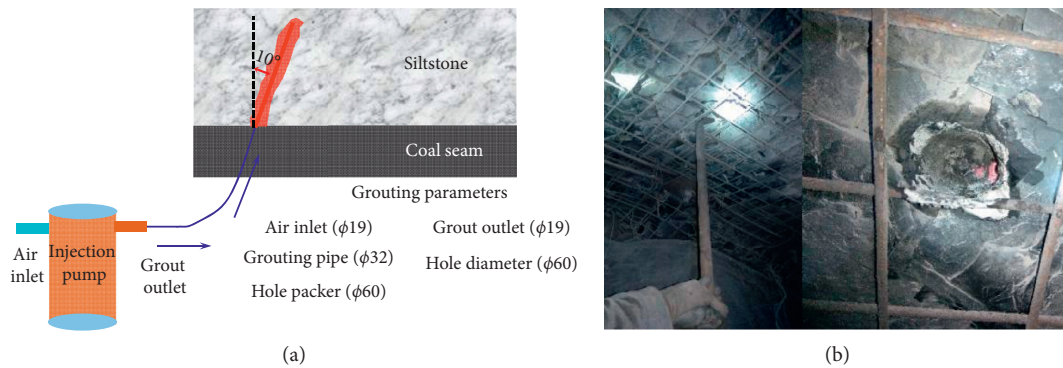 10°
Siltstone
Coal seam
Grouting parameters
Air inlet (ϕ19)
Grout outlet (ϕ19)
Grouting pipe (ϕ32)
Hole diameter (ϕ60)
Hole packer (ϕ60)
Air
inlet
Injection
pump
Grout
outlet
(a)
(b)